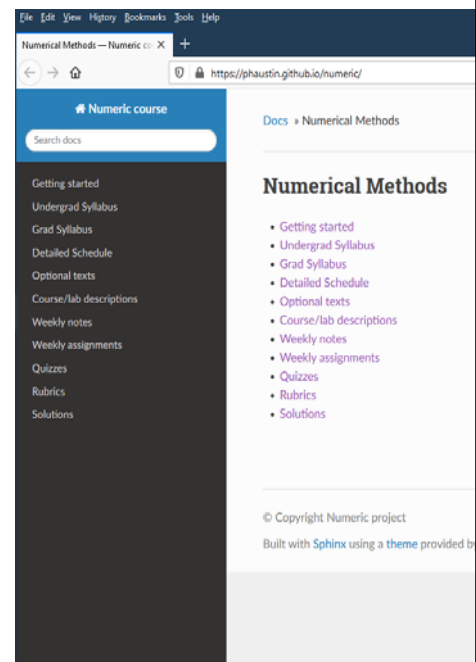 File Edit View History Bookmarks Tools Help
Numerical Methods — Numeric co
https://phaustin.github.io/numeric/
Numeric course
Search docs
Getting started
Undergrad Syllabus
Grad Syllabus
Detailed Schedule
Optional texts
Course/lab descriptions
Weekly notes
Weekly assignments
Quizzes
Rubrics
Solutions
Docs » Numerical Methods
Numerical Methods
• Getting started
• Undergrad Syllabus
• Grad Syllabus
• Detailed Schedule
• Optional texts
• Course/lab descriptions
• Weekly notes
• Weekly assignments
• Quizzes
• Rubrics
• Solutions
© Copyright Numeric project
Built with Sphinx using a theme provided by